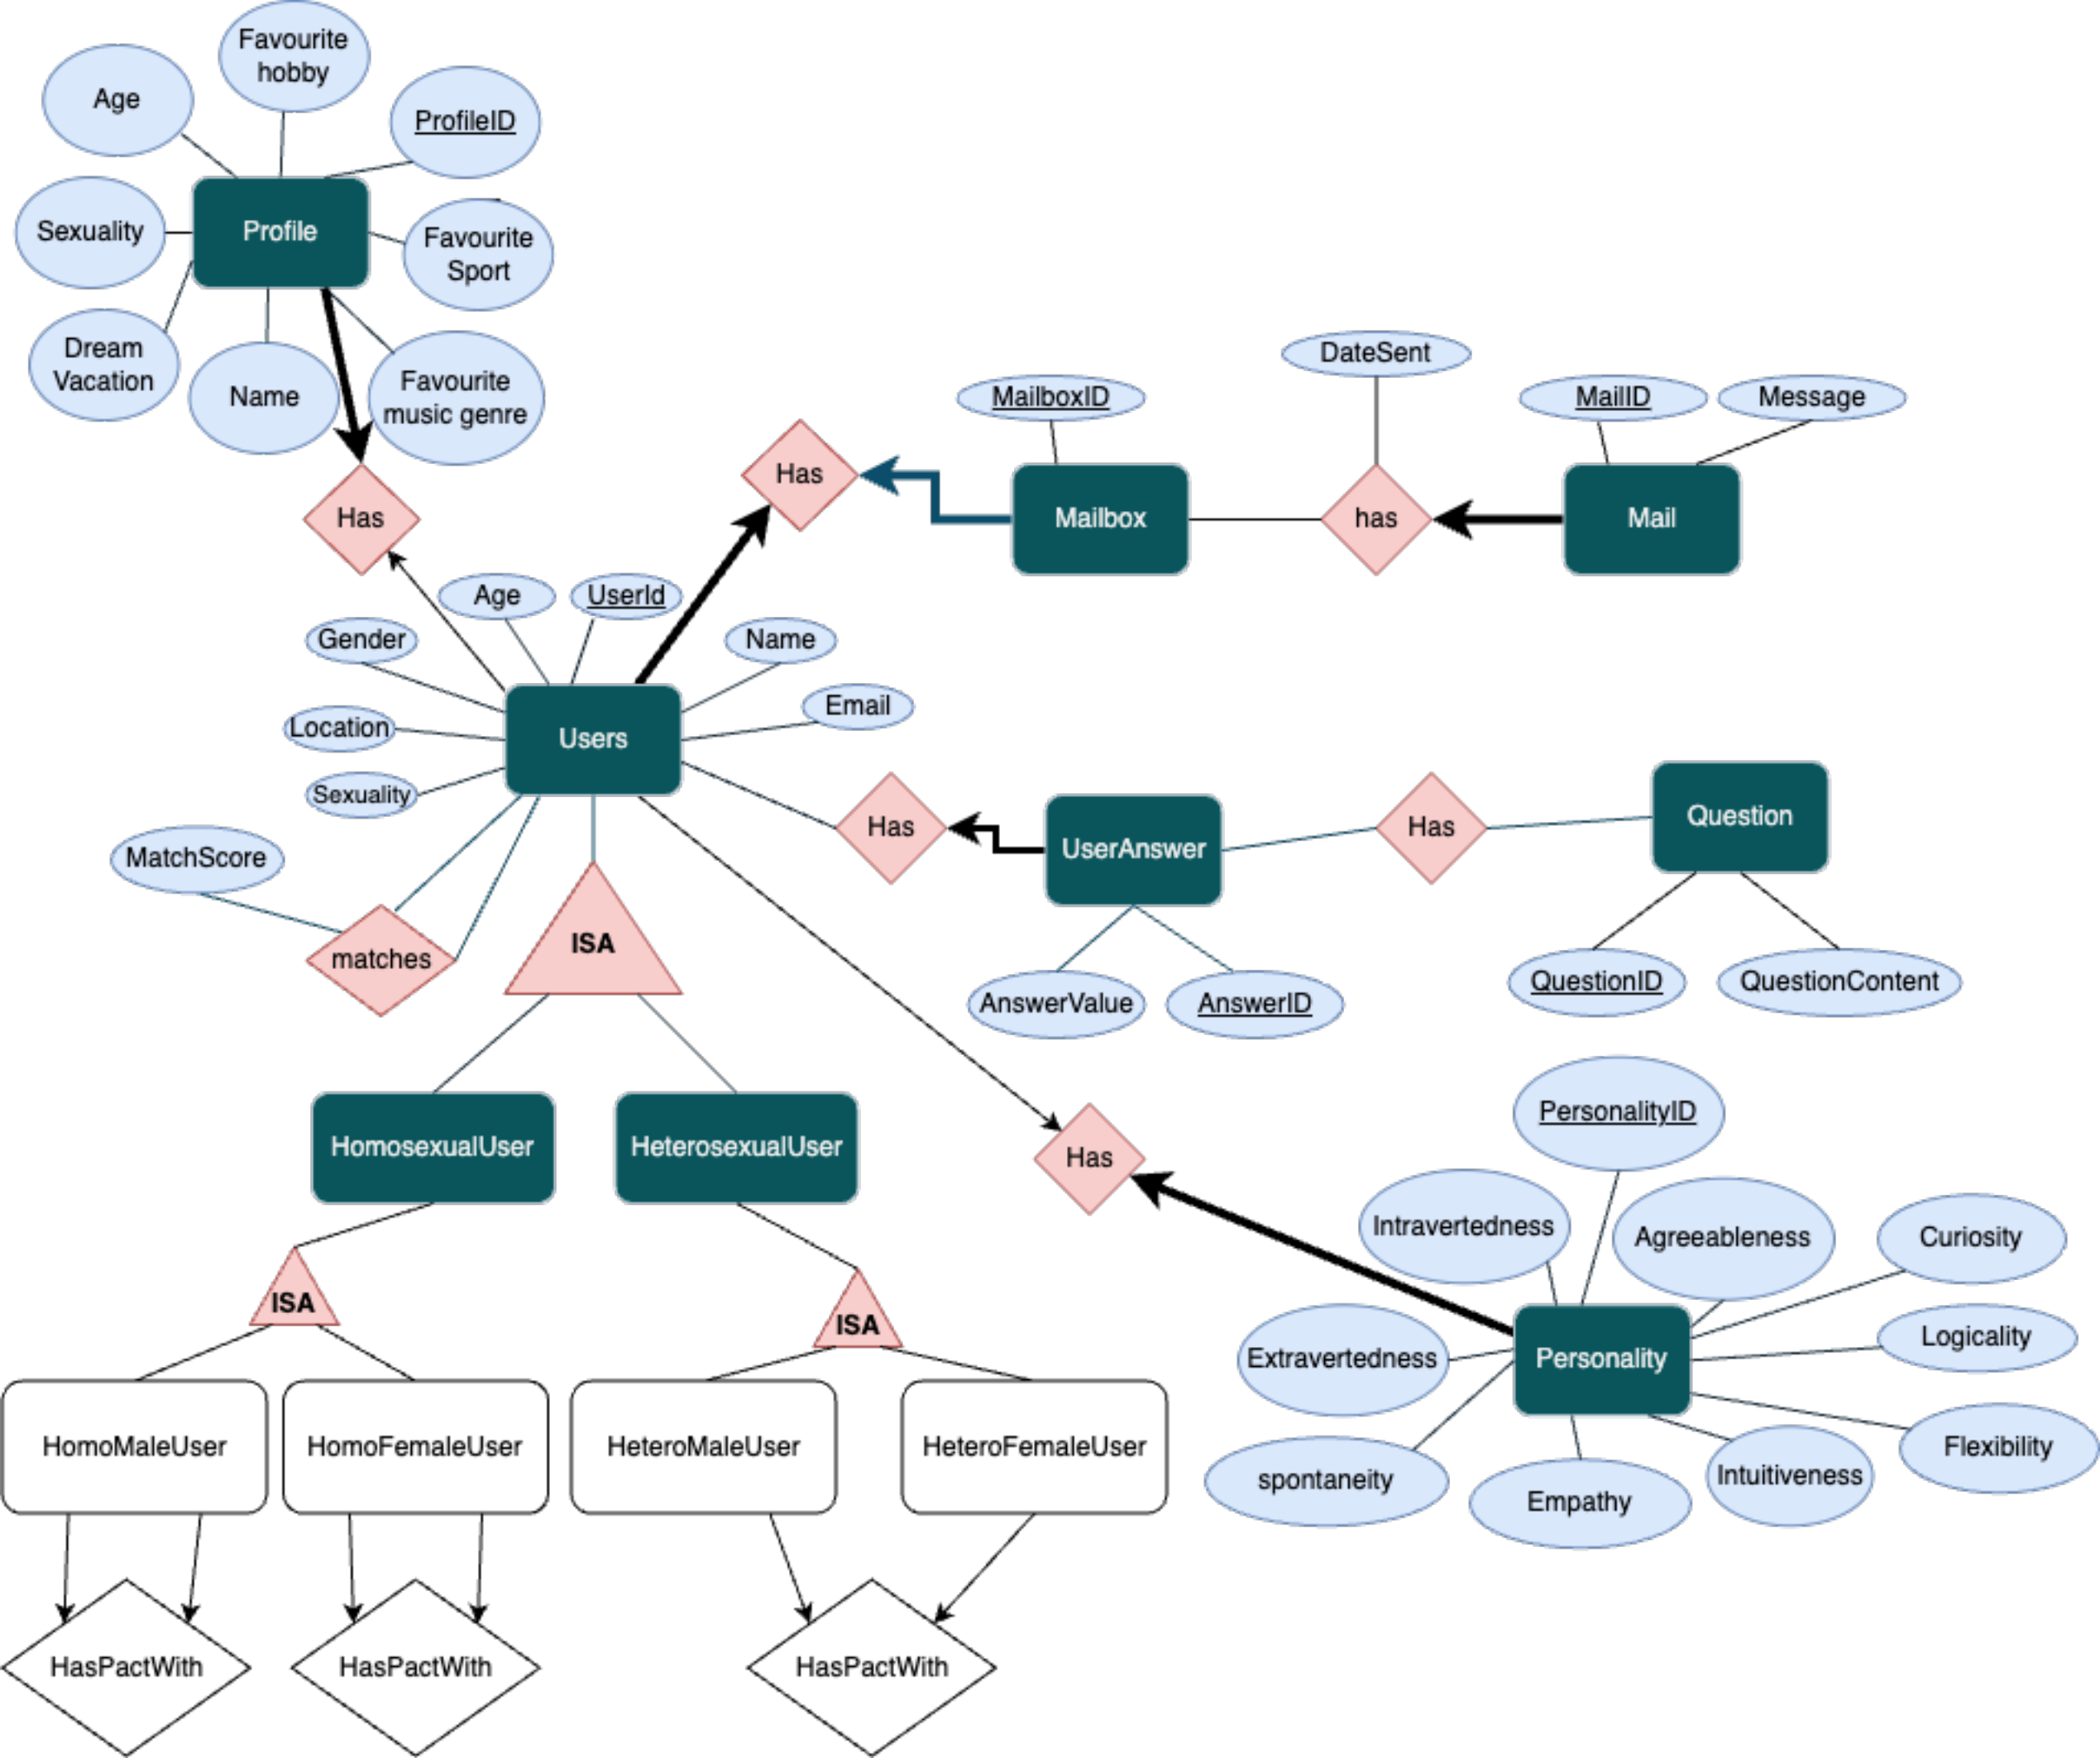 Favourite
hobby
Age
ProfileID
Sexuality
Profile
Favourite
Sport
Dream
Vacation
Name
Favourite
music genre
Has
Has
MailboxID
DateSent
MailID
Message
Mailbox
has
Mail
Age
UserId
Gender
Name
Location
Email
Users
Sexuality
MatchScore
matches
ISA
Has
UserAnswer
Has
Question
AnswerValue
AnswerID
QuestionID
QuestionContent
HomosexualUser
HeterosexualUser
Has
PersonalityID
Intravertedness
Agreeableness
Curiosity
Extravertedness
Personality
Logicality
spontaneity
Empathy
Intuitiveness
Flexibility
ISA
ISA
HomoMaleUser
HomoFemaleUser
HeteroMaleUser
HeteroFemaleUser
HasPactWith
HasPactWith
HasPactWith